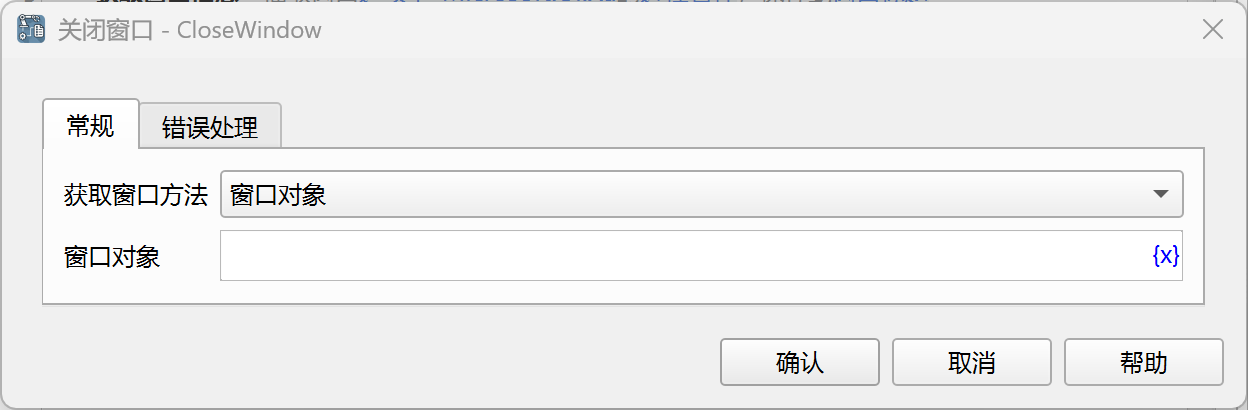 关闭窗口 - CloseWindow
常规
错误处理
获取窗口方法
窗口对象
窗口对象
{x}
确认
取消
帮助